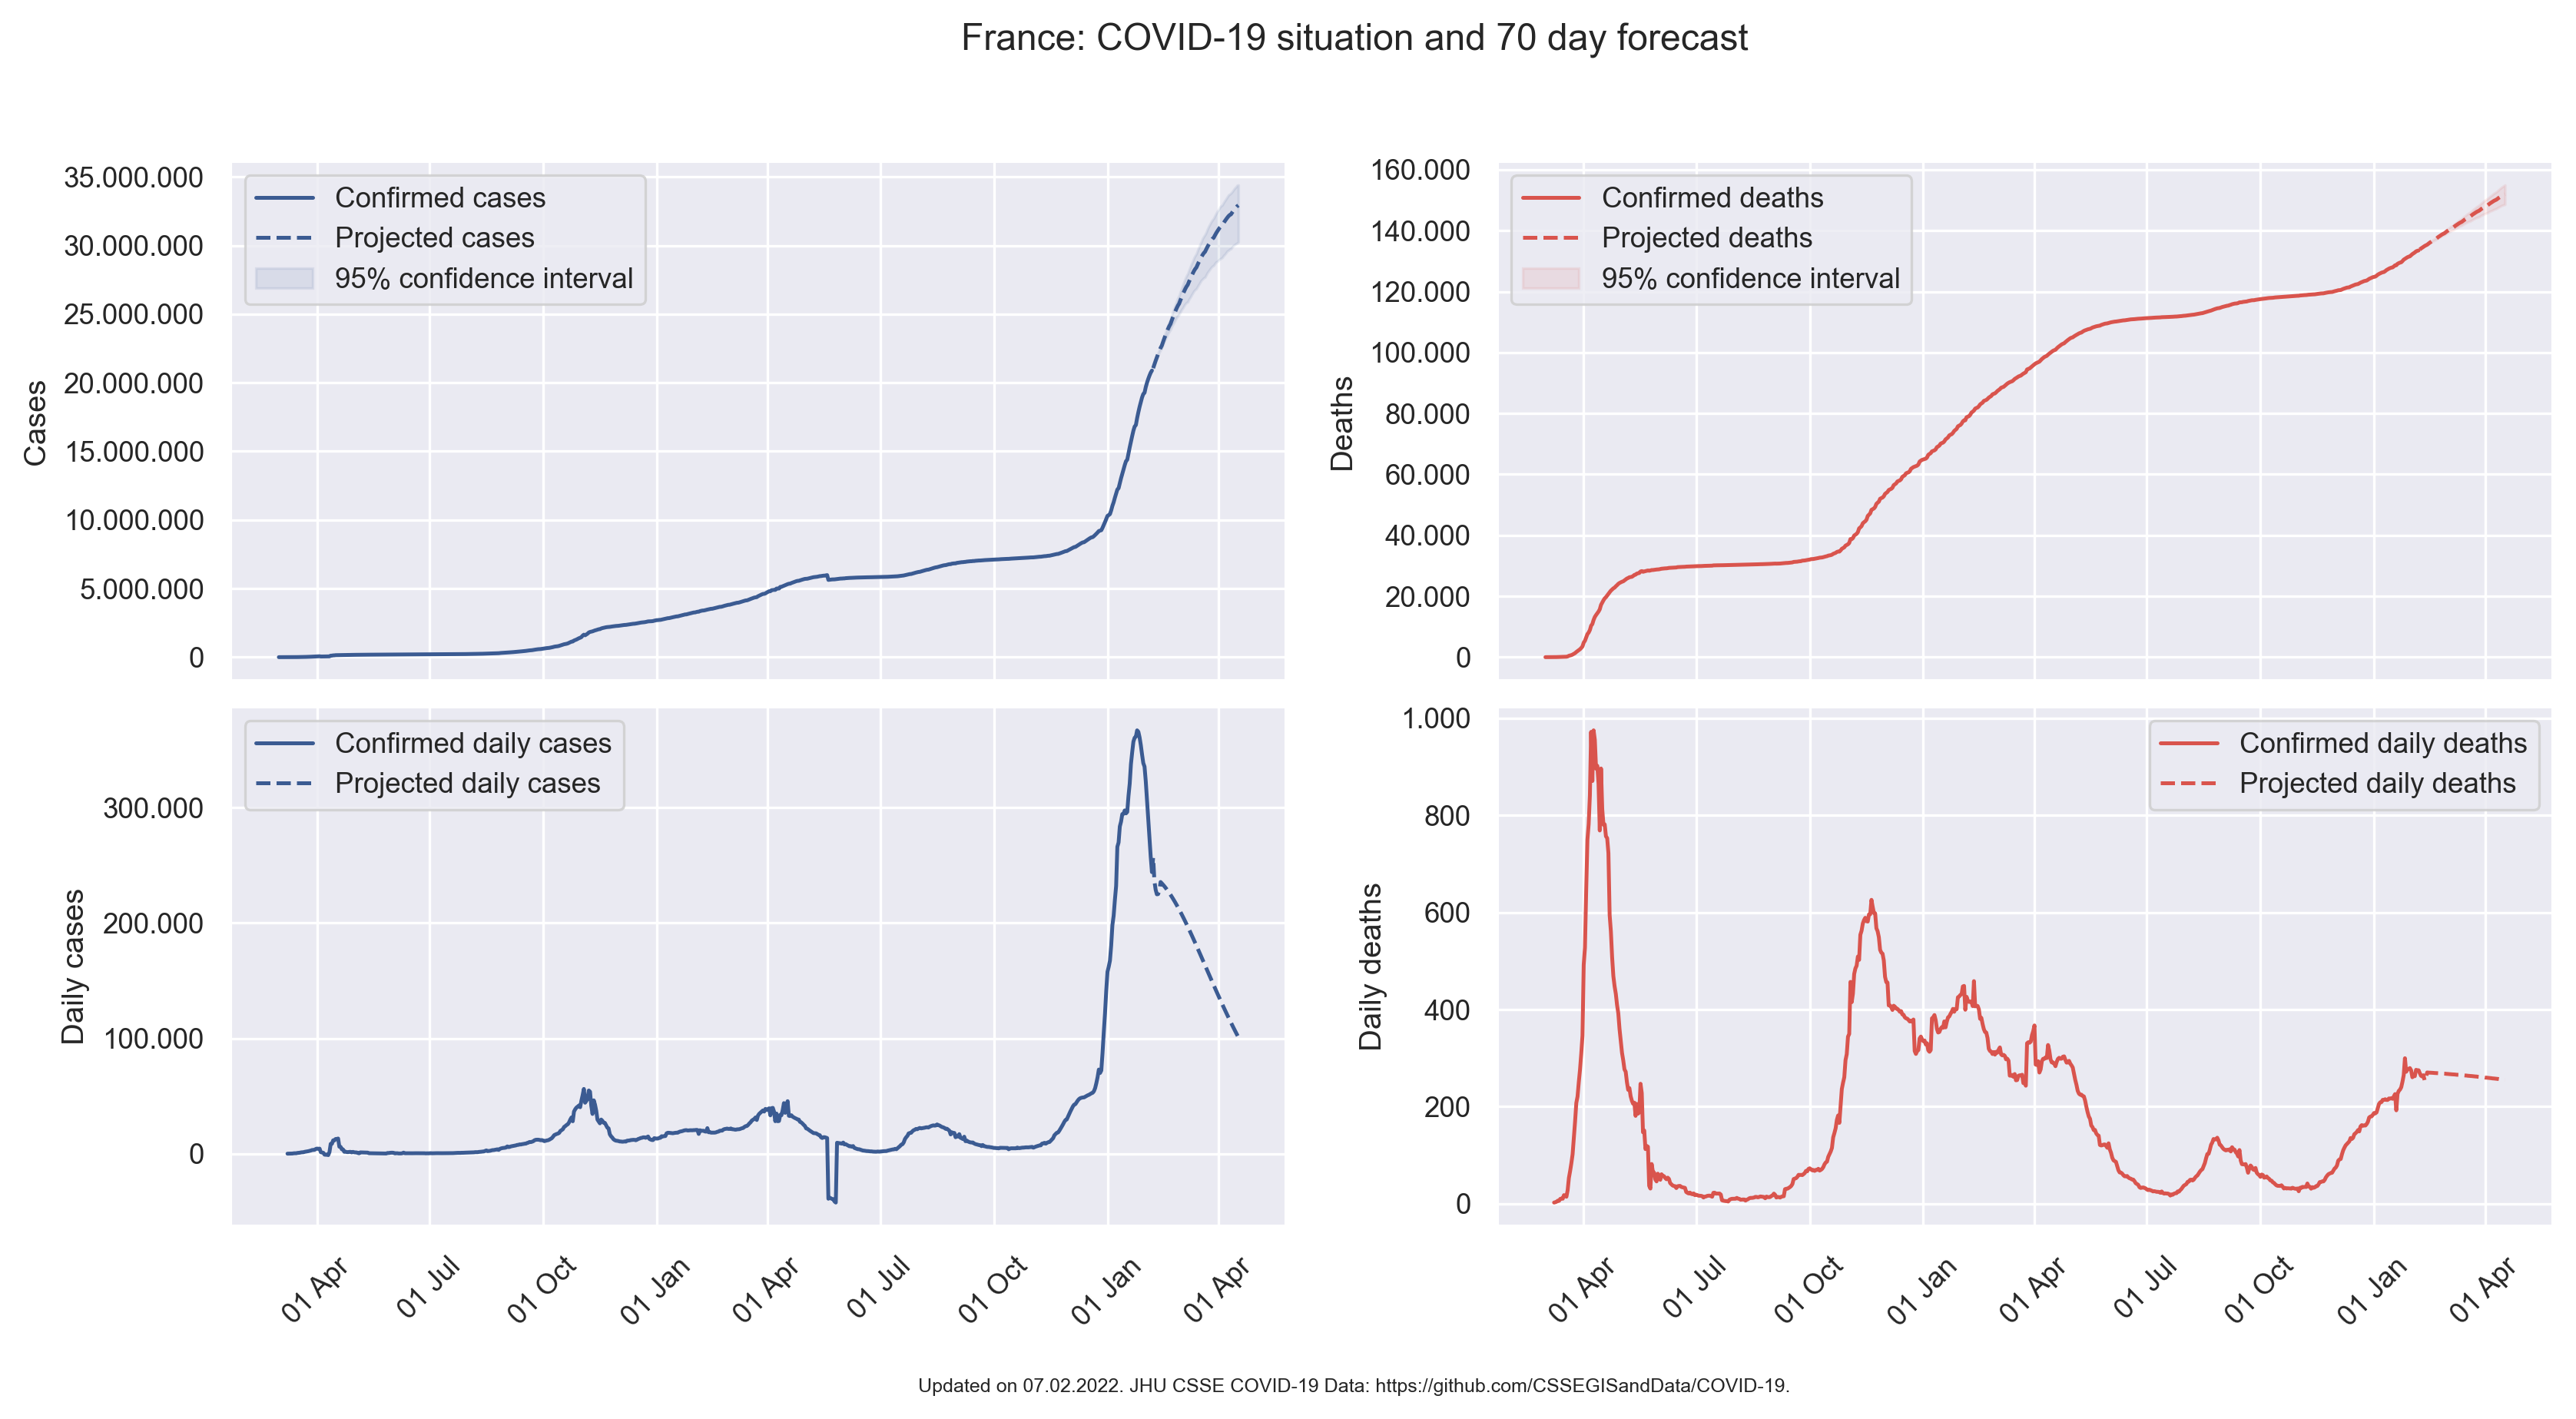 France: COVID-19 situation and 70 day forecast
35.000.000
30.000.000
25.000.000
20.000.000
15.000.000
10.000.000
5.000.000
0
Cases
Confirmed cases
Projected cases
95% confidence interval
160.000
140.000
120.000
100.000
80.000
60.000
40.000
20.000
0
Deaths
Confirmed deaths
Projected deaths
95% confidence interval
300.000
200.000
100.000
0
Daily cases
Confirmed daily cases
Projected daily cases
01 Apr
01 Jul
01 Oct
01 Jan
01 Apr
01 Jul
01 Oct
01 Jan
01 Apr
1.000
800
600
400
200
0
Daily deaths
Confirmed daily deaths
Projected daily deaths
01 Apr
01 Jul
01 Oct
01 Jan
01 Apr
01 Jul
01 Oct
01 Jan
01 Apr
Updated on 07.02.2022. JHU CSSE COVID-19 Data: https://github.com/CSSEGISandData/COVID-19.